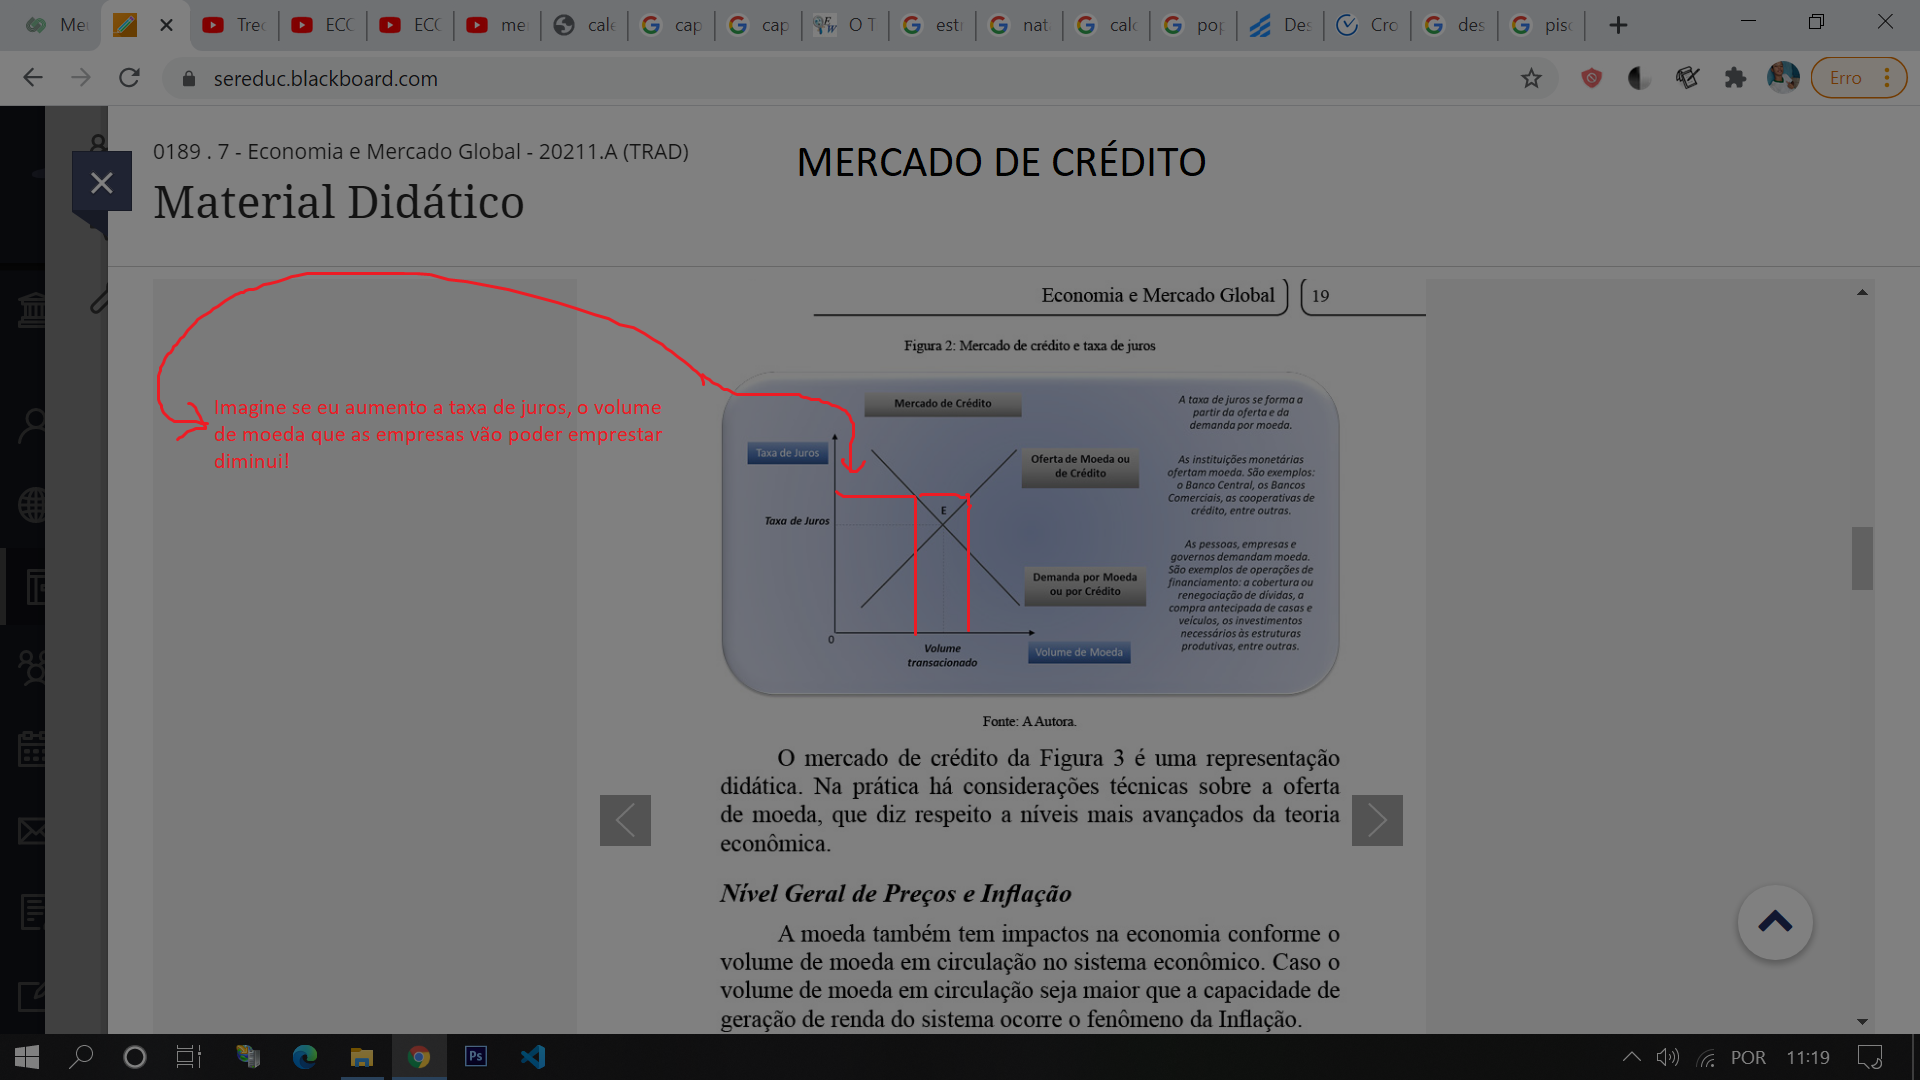 Me
Trec
ECC
ECC
me
cale
cap
cap
O T
estr
nat
calc
pop
Des
Cro
des
pisc
sereduc.blackboard.com
Erro
0189 . 7 - Economia e Mercado Global - 20211.A (TRAD)
MERCADO DE CRÉDITO
Material Didático
Economia e Mercado Global 19
Figura 2: Mercado de crédito e taxa de juros
Imagine se eu aumento a taxa de juros, o volume
de moeda que as empresas vão poder emprestar
diminui!
Mercado de Crédito
Taxa de Juros
Oferta de Moeda ou
de Crédito
E
Taxa de Juros
Demanda por Moeda
ou por Crédito
0
Volume
transacionado
Volume de Moeda
A taxa de juros se forma a
partir da oferta e da
demanda por moeda.
As instituições monetárias
ofertam moeda. São exemplos:
o Banco Central, os Bancos
Comerciais, as cooperativas de
crédito, entre outras.
As pessoas, empresas e
governos demandam moeda.
São exemplos de operações de
financiamento: a cobertura ou
renegociação de dívidas, a
compra antecipada de casas e
veículos, os investimentos
necessários às estruturas
produtivas, entre outras.
Fonte: A Autora.
O mercado de crédito da Figura 3 é uma representação
didática. Na prática há considerações técnicas sobre a oferta
de moeda, que diz respeito a níveis mais avançados da teoria
econômica.
Nível Geral de Preços e Inflação
A moeda também tem impactos na economia conforme o
volume de moeda em circulação no sistema econômico. Caso o
volume de moeda em circulação seja maior que a capacidade de
geração de renda do sistema ocorre o fenômeno da Inflação.
Ps
POR
11:19